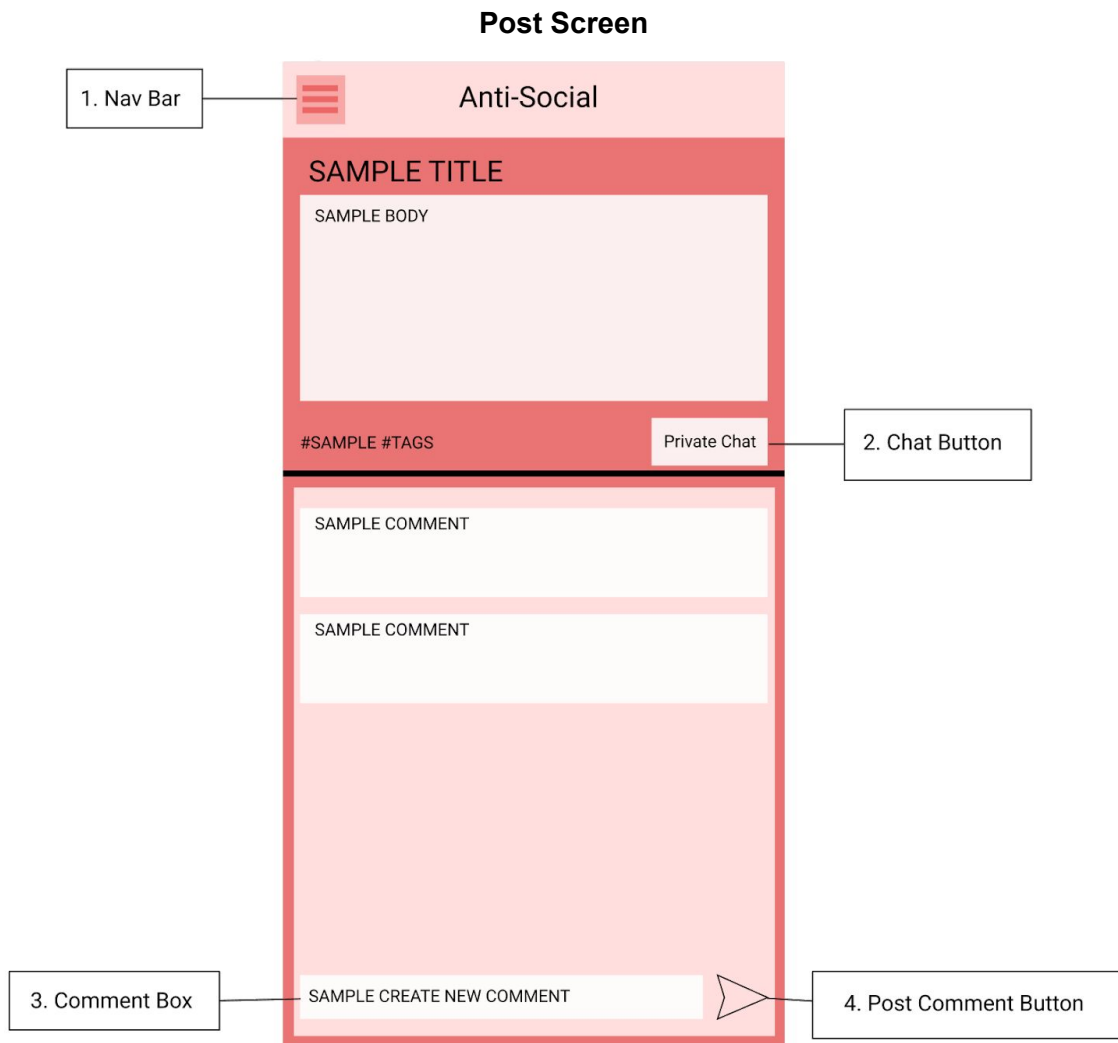 Post Screen
1. Nav Bar
Anti-Social
SAMPLE TITLE
SAMPLE BODY
#SAMPLE #TAGS
Private Chat
2. Chat Button
SAMPLE COMMENT
SAMPLE COMMENT
3. Comment Box
SAMPLE CREATE NEW COMMENT
4. Post Comment Button